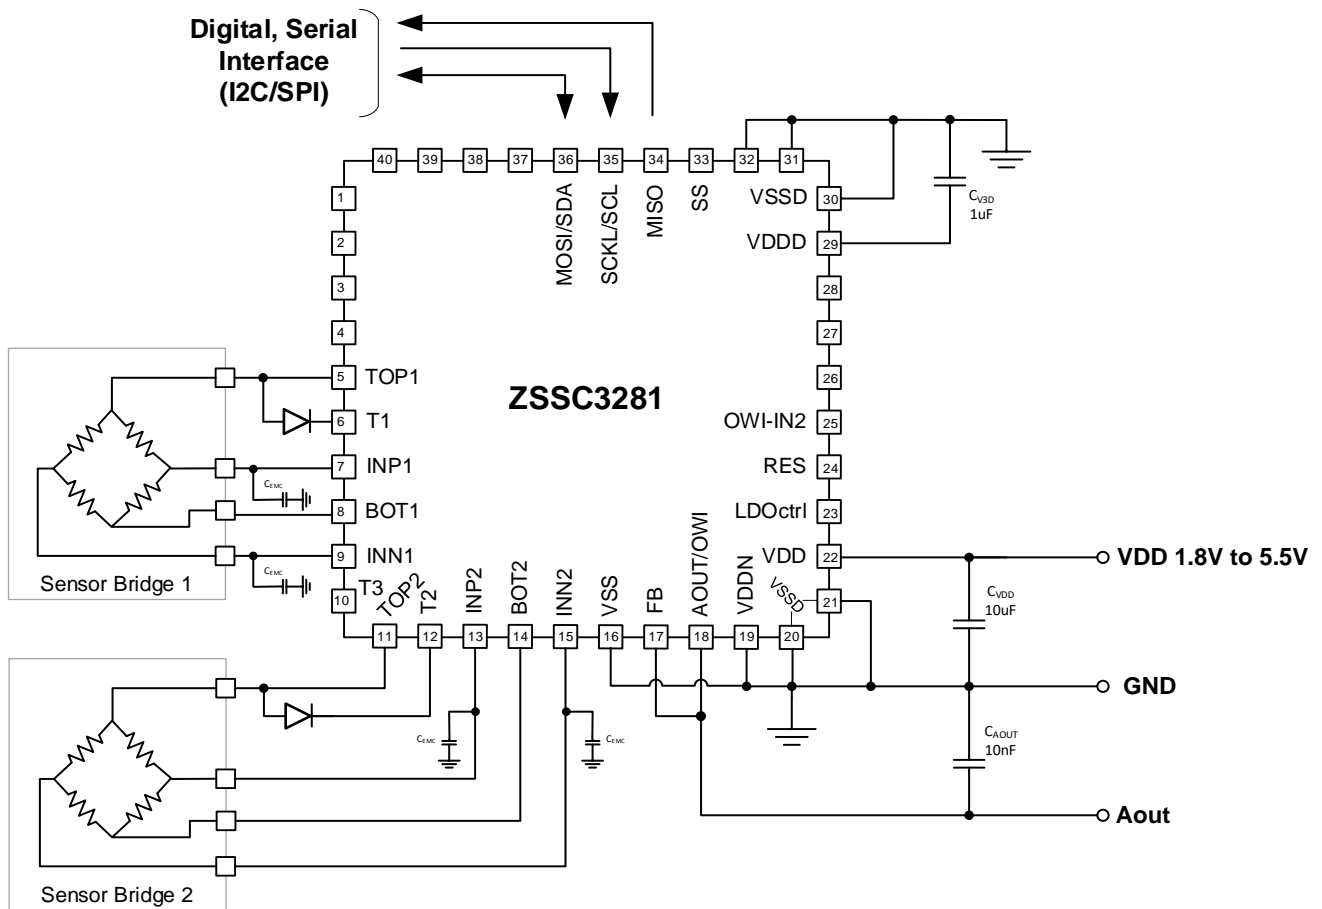 Digital, Serial
Interface
(I2C/SPI)
40
39
38
37
36
35
34
33
32
31
MOSI/SDA
SCKL/SCL
MISO
SS
1
2
3
4
5
6
7
8
9
10
TOP1
T1
INP1
BOT1
INN1
T3
ZSSC3281
VSSD
VDDD
OWI-IN2
RES
LDOctrl
VDD
VSSD
30
29
28
27
26
25
24
23
22
21
CV3D
1uF
CEMC
CEMC
Sensor Bridge 1
TOP2
T2
INP2
BOT2
INN2
VSS
FB
AOUT/OWI
VDDN
11
12
13
14
15
16
17
18
19
20
VDD 1.8V to 5.5V
CVDD
10uF
GND
CEMC
CEMC
CAOUT
10nF
Aout
Sensor Bridge 2